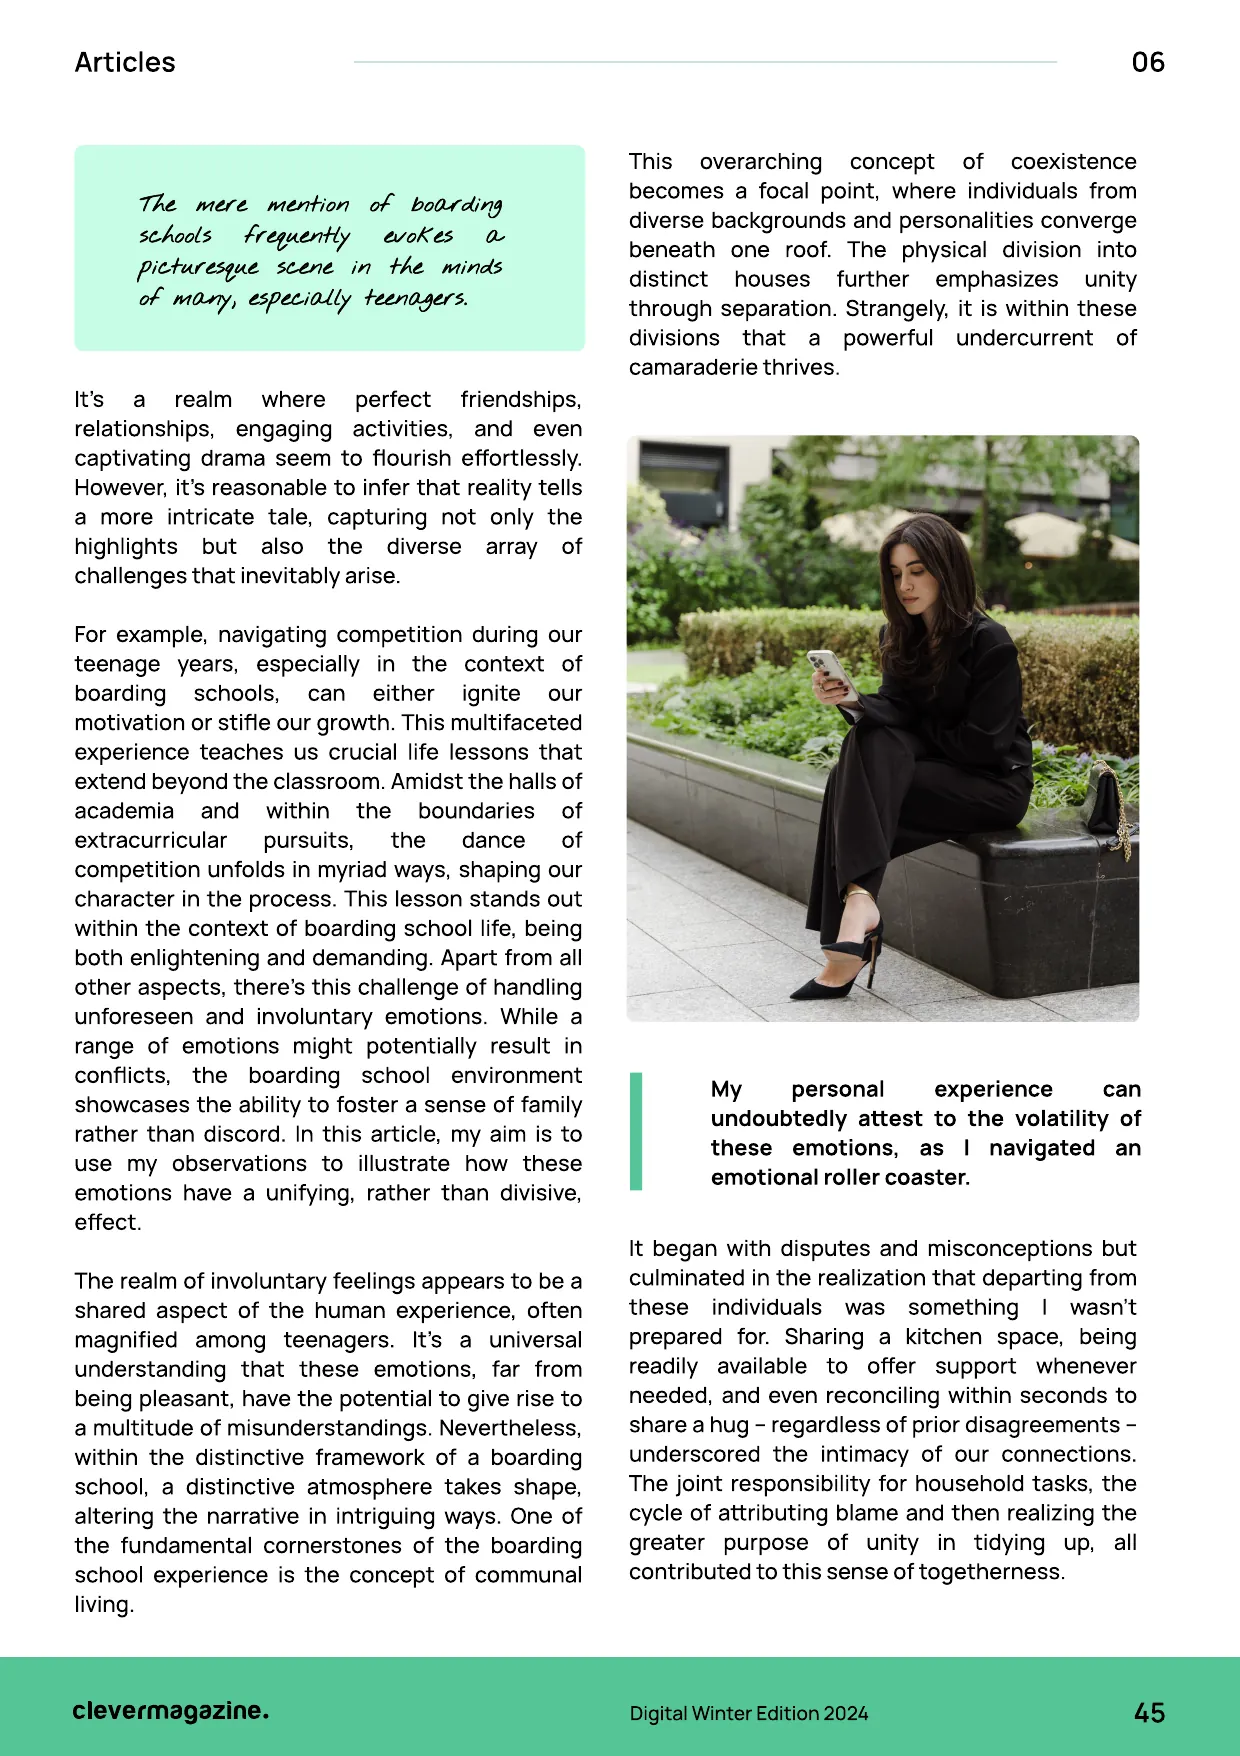 Articles
06
The mere mention of boarding
schools frequently evokes a
picturesque scene in the minds
of many, especially teenagers.
It's a realm where perfect friendships,
relationships, engaging activities, and even
captivating drama seem to flourish effortlessly.
However, it's reasonable to infer that reality tells
a more intricate tale, capturing not only the
highlights but also the diverse array of
challenges that inevitably arise.
For example, navigating competition during our
teenage years, especially in the context of
boarding schools, can either ignite our
motivation or stifle our growth. This multifaceted
experience teaches us crucial life lessons that
extend beyond the classroom. Amidst the halls of
academia and within the boundaries of
extracurricular pursuits, the dance of
competition unfolds in myriad ways, shaping our
character in the process. This lesson stands out
within the context of boarding school life, being
both enlightening and demanding. Apart from all
other aspects, there's this challenge of handling
unforeseen and involuntary emotions. While a
range of emotions might potentially result in
conflicts, the boarding school environment
showcases the ability to foster a sense of family
rather than discord. In this article, my aim is to
use my observations to illustrate how these
emotions have a unifying, rather than divisive,
effect.
The realm of involuntary feelings appears to be a
shared aspect of the human experience, often
magnified among teenagers. It's a universal
understanding that these emotions, far from
being pleasant, have the potential to give rise to
a multitude of misunderstandings. Nevertheless,
within the distinctive framework of a boarding
school, a distinctive atmosphere takes shape,
altering the narrative in intriguing ways. One of
the fundamental cornerstones of the boarding
school experience is the concept of communal
living.
This overarching concept of coexistence
becomes a focal point, where individuals from
diverse backgrounds and personalities converge
beneath one roof. The physical division into
distinct houses further emphasizes unity
through separation. Strangely, it is within these
divisions that a powerful undercurrent of
camaraderie thrives.
My personal experience can
undoubtedly attest to the volatility of
these emotions, as I navigated an
emotional roller coaster.
It began with disputes and misconceptions but
culminated in the realization that departing from
these individuals was something I wasn't
prepared for. Sharing a kitchen space, being
readily available to offer support whenever
needed, and even reconciling within seconds to
share a hug – regardless of prior disagreements –
underscored the intimacy of our connections.
The joint responsibility for household tasks, the
cycle of attributing blame and then realizing the
greater purpose of unity in tidying up, all
contributed to this sense of togetherness.
clevermagazine.
Digital Winter Edition 2024
45